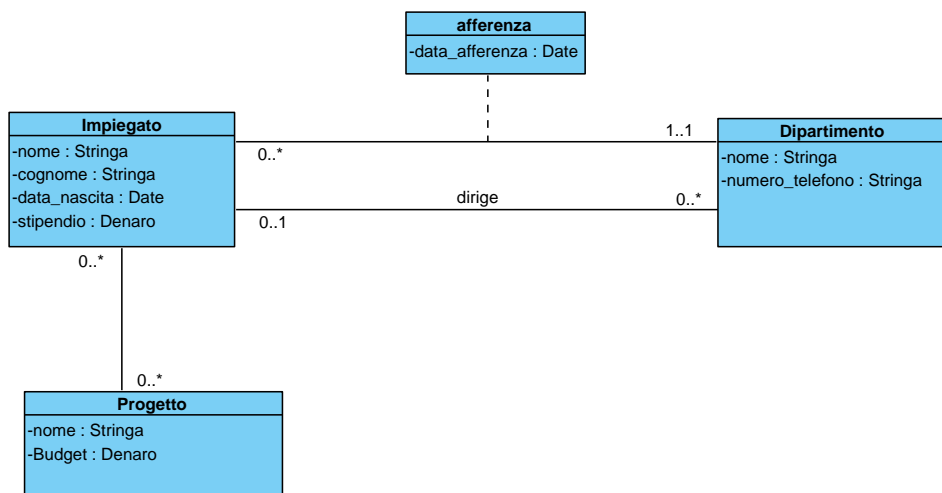 afferenza
-data_afferenza : Date
Impiegato
-nome : Stringa
-cognome : Stringa
-data_nascita : Date
-stipendio : Denaro
0..*
1..1
Dipartimento
-nome : Stringa
-numero_telefono : Stringa
dirige
0..1
0..*
0..*
0..*
Progetto
-nome : Stringa
-Budget : Denaro